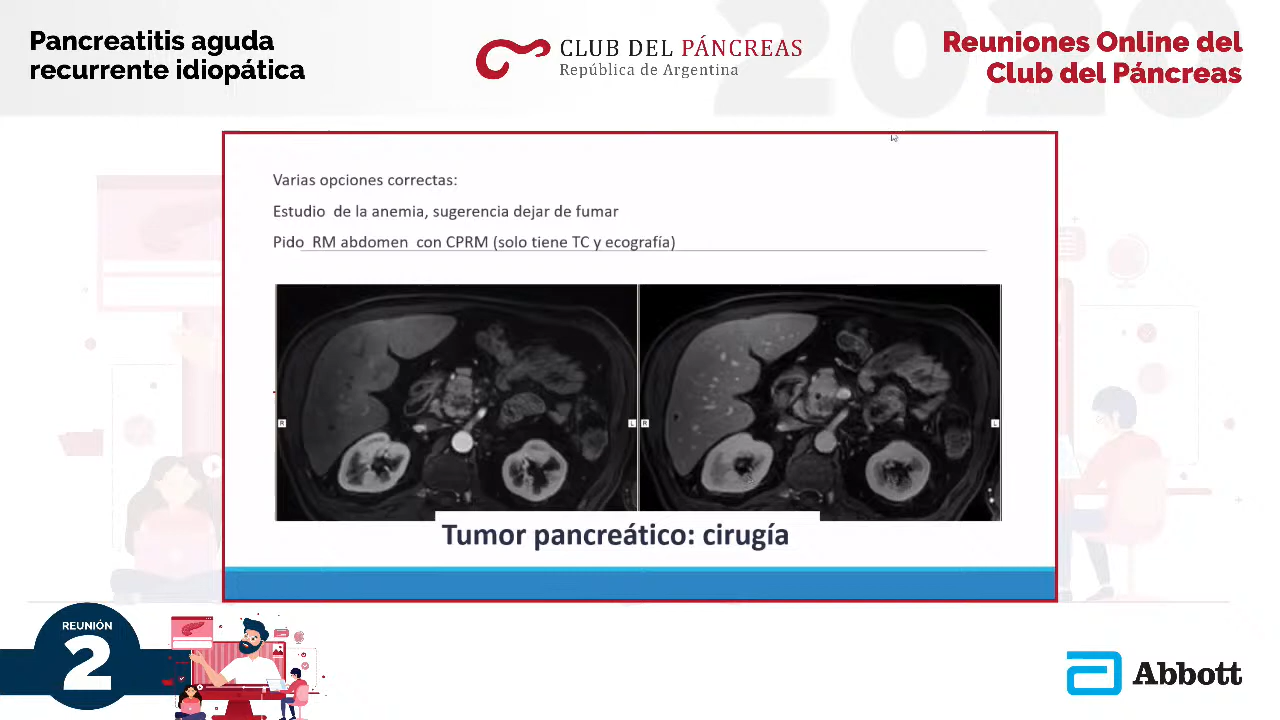 Pancreatitis aguda
recurrente idiopática
CLUB DEL PÁNCREAS
República de Argentina
2020
Reuniones Online del
Club del Páncreas
Varias opciones correctas:
Estudio de la anemia, sugerencia dejar de fumar
Pido RM abdomen con CPRM (solo tiene TC y ecografía)
R
L
R
L
Tumor pancreático: cirugía
REUNIÓN
2
Abbott